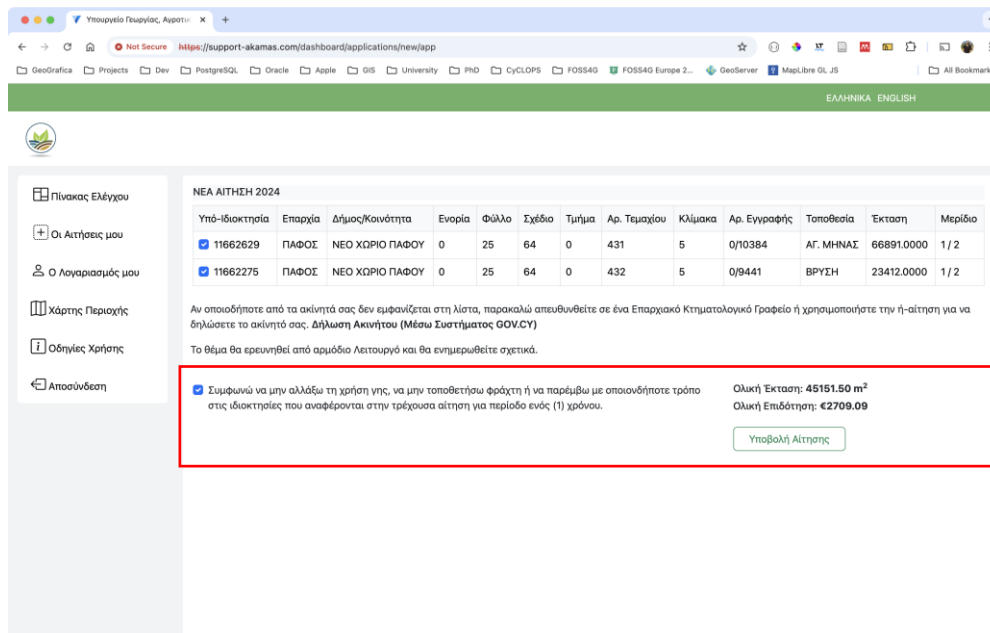 Υπουργείο Γεωργίας, Αγροτικ
Not Secure https://support-akamas.com/dashboard/applications/new/app
GeoGrafica Projects Dev PostgreSQL Oracle Apple GIS University PhD CyCLOPS FOSS4G FOSS4G Europe 2... GeoServer MapLibre GL JS All Bookmark
ΕΛΛΗΝΙΚΑ ENGLISH
Πίνακας Ελέγχου
Οι Αιτήσεις μου
Ο Λογαριασμός μου
Χάρτης Περιοχής
Οδηγίες Χρήσης
Αποσύνδεση
ΝΕΑ ΑΙΤΗΣΗ 2024
Υπό-Ιδιοκτησία Επαρχία Δήμος/Κοινότητα Ενορία Φύλλο Σχέδιο Τμήμα Αρ. Τεμαχίου Κλίμακα Αρ. Εγγραφής Τοποθεσία Έκταση Μερίδιο
11662629 ΠΑΦΟΣ ΝΕΟ ΧΩΡΙΟ ΠΑΦΟΥ 0 25 64 0 431 5 0/10384 ΑΓ. ΜΗΝΑΣ 66891.0000 1 / 2
11662275 ΠΑΦΟΣ ΝΕΟ ΧΩΡΙΟ ΠΑΦΟΥ 0 25 64 0 432 5 0/9441 ΒΡΥΣΗ 23412.0000 1 / 2
Αν οποιοδήποτε από τα ακίνητά σας δεν εμφανίζεται στη λίστα, παρακαλώ απευθυνθείτε σε ένα Επαρχιακό Κτηματολογικό Γραφείο ή χρησιμοποιήστε την ή-αίτηση για να
δηλώσετε το ακίνητό σας. Δήλωση Ακινήτου (Μέσω Συστήματος GOV.CY)
Το θέμα θα ερευνηθεί από αρμόδιο Λειτουργό και θα ενημερωθείτε σχετικά.
Συμφωνώ να μην αλλάξω τη χρήση γης, να μην τοποθετήσω φράχτη ή να παρέμβω με οποιονδήποτε τρόπο
στις ιδιοκτησίες που αναφέρονται στην τρέχουσα αίτηση για περίοδο ενός (1) χρόνου.
Ολική Έκταση: 45151.50 m²
Ολική Επιδότηση: €2709.09
Υποβολή Αίτησης